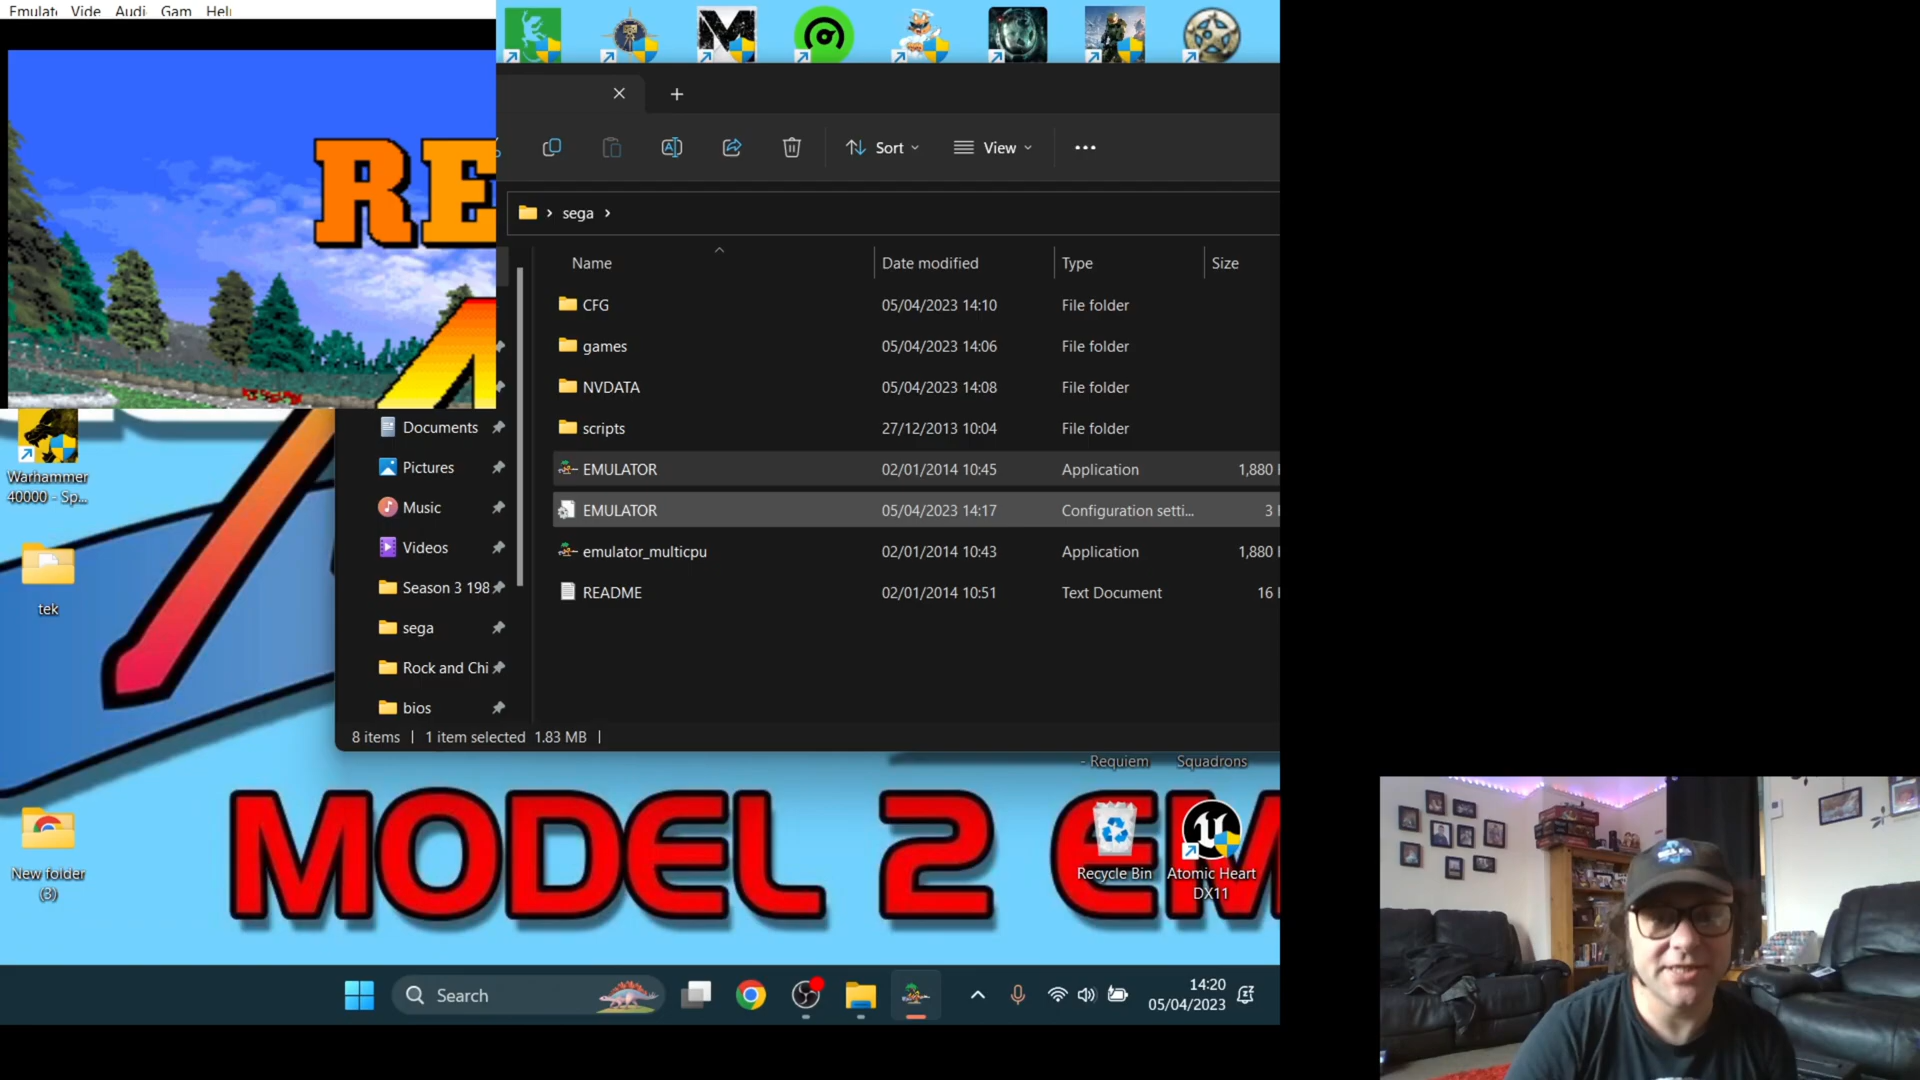 Emulat Vide Audi Gam Hel
RE
Sort View
sega
Name Date modified Type Size
CFG 05/04/2023 14:10 File folder
games 05/04/2023 14:06 File folder
NVDATA 05/04/2023 14:08 File folder
scripts 27/12/2013 10:04 File folder
EMULATOR 02/01/2014 10:45 Application 1,880
EMULATOR 05/04/2023 14:17 Configuration setti... 3
emulator_multicpu 02/01/2014 10:43 Application 1,880
README 02/01/2014 10:51 Text Document 16
Documents
Pictures
Music
Videos
Season 3 198
sega
Rock and Chi
bios
8 items | 1 item selected 1.83 MB |
Warhammer
40000 - Sp...
tek
New folder
(3)
- Requiem
Squadrons
MODEL 2 EM
Recycle Bin
Atomic Heart
DX11
Search
14:20
05/04/2023